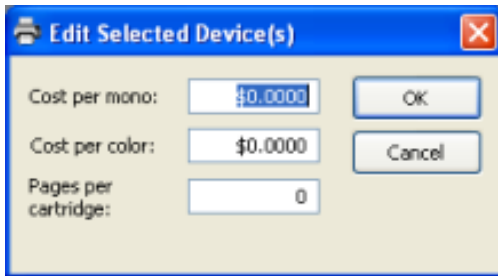 Edit Selected Device(s)
Cost per mono: $0.0000 OK
Cost per color: $0.0000 Cancel
Pages per
cartridge: 0